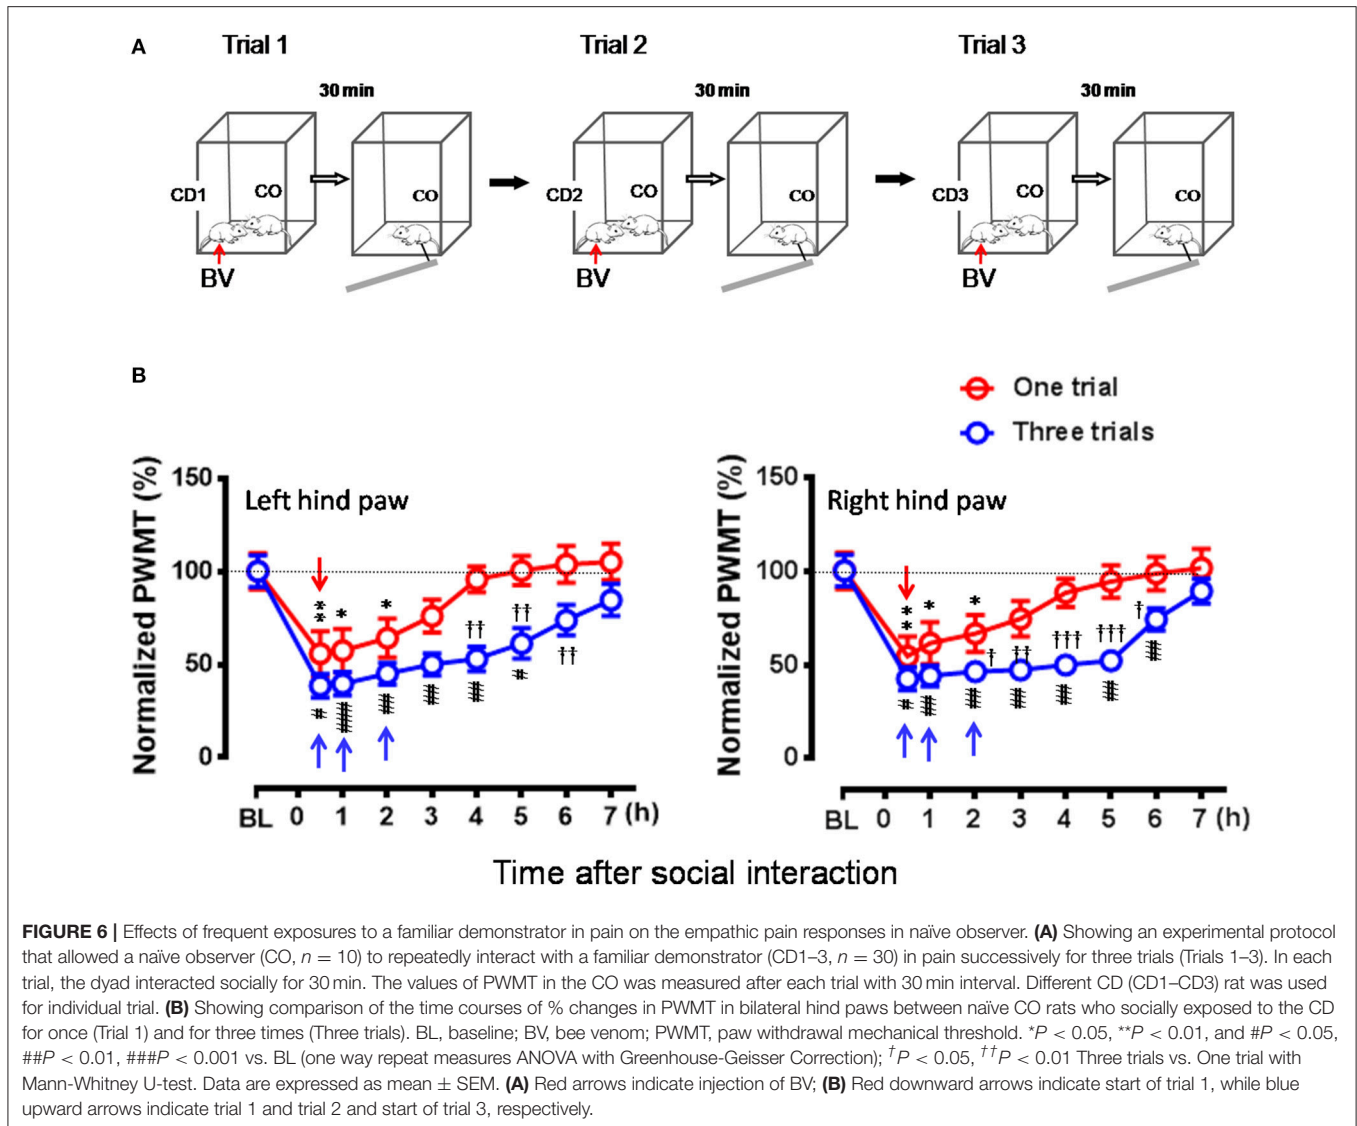 A
Trial 1
Trial 2
Trial 3
30 min
30 min
30 min
CD1
CO
CO
CD2
CO
CO
CD3
CO
CO
BV
BV
BV
B
One trial
Three trials
Normalized PWMT (%)
150
100
50
0
Left hind paw
**
*
*
††
††
††
#
###
###
###
###
#
BL 0 1 2 3 4 5 6 7 (h)
Normalized PWMT (%)
150
100
50
0
Right hind paw
**
*
*
†
††
†††
†††
†
#
###
###
###
###
###
###
BL 0 1 2 3 4 5 6 7 (h)
Time after social interaction
FIGURE 6 | Effects of frequent exposures to a familiar demonstrator in pain on the empathic pain responses in naïve observer. (A) Showing an experimental protocol
that allowed a naïve observer (CO, n = 10) to repeatedly interact with a familiar demonstrator (CD1–3, n = 30) in pain successively for three trials (Trials 1–3). In each
trial, the dyad interacted socially for 30 min. The values of PWMT in the CO was measured after each trial with 30 min interval. Different CD (CD1–CD3) rat was used
for individual trial. (B) Showing comparison of the time courses of % changes in PWMT in bilateral hind paws between naïve CO rats who socially exposed to the CD
for once (Trial 1) and for three times (Three trials). BL, baseline; BV, bee venom; PWMT, paw withdrawal mechanical threshold. *P < 0.05, **P < 0.01, and #P < 0.05,
##P < 0.01, ###P < 0.001 vs. BL (one way repeat measures ANOVA with Greenhouse-Geisser Correction); †P < 0.05, ††P < 0.01 Three trials vs. One trial with
Mann-Whitney U-test. Data are expressed as mean ± SEM. (A) Red arrows indicate injection of BV; (B) Red downward arrows indicate start of trial 1, while blue
upward arrows indicate trial 1 and trial 2 and start of trial 3, respectively.